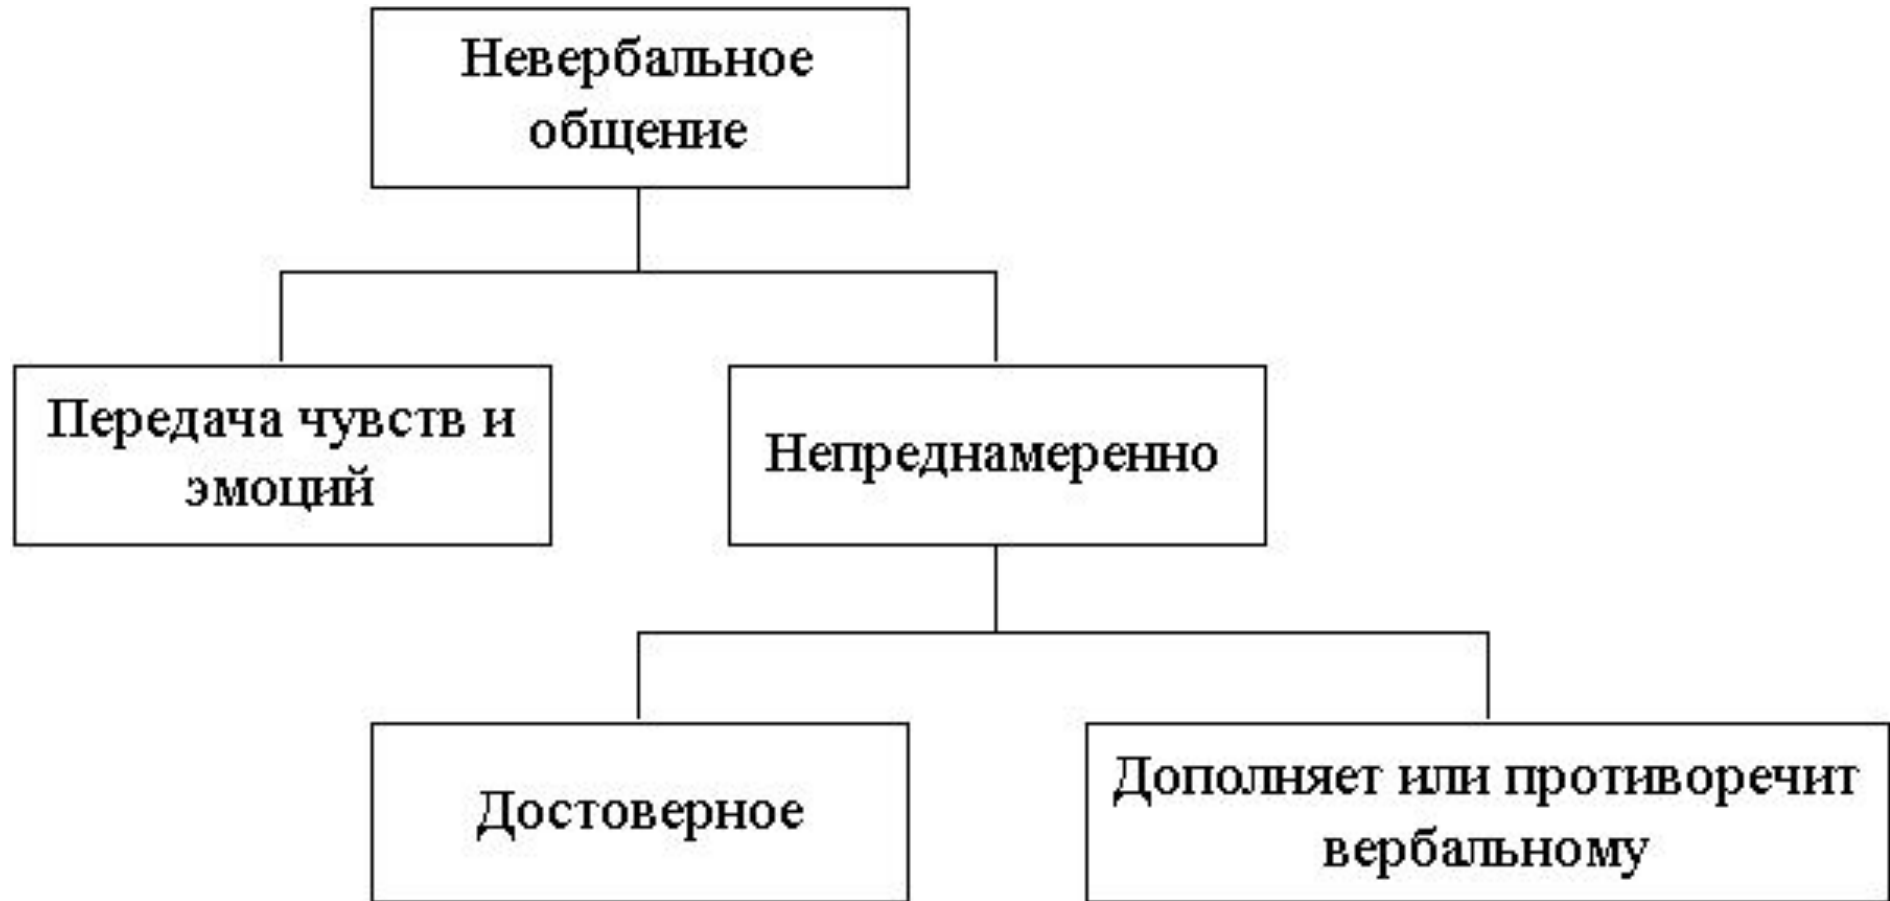 Невербальное
общение
Передача чувств и
эмоций
Непреднамеренно
Достоверное
Дополняет или противоречит
вербальному